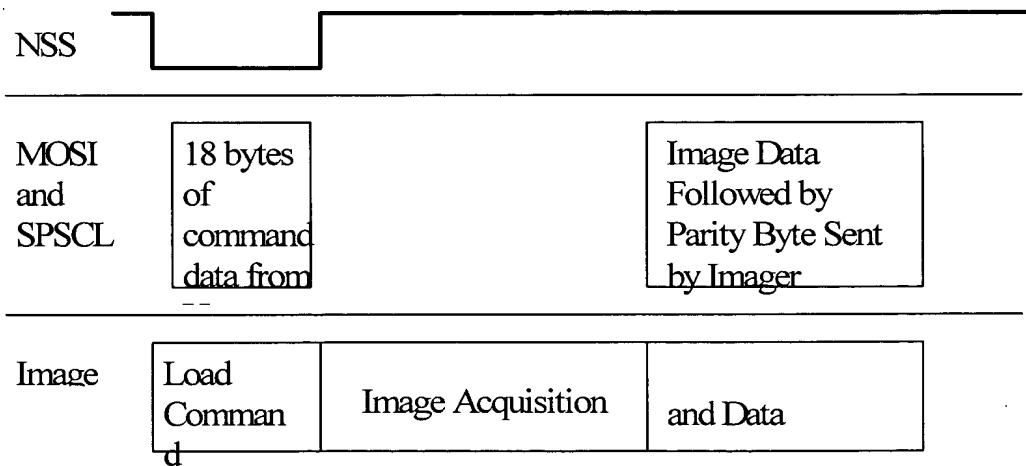 NSS
MOSI
and
SPSCL
18 bytes
of
command
data from
Image Data
Followed by
Parity Byte Sent
by Imager
Image
Load
Comman
d
Image Acquisition
and Data